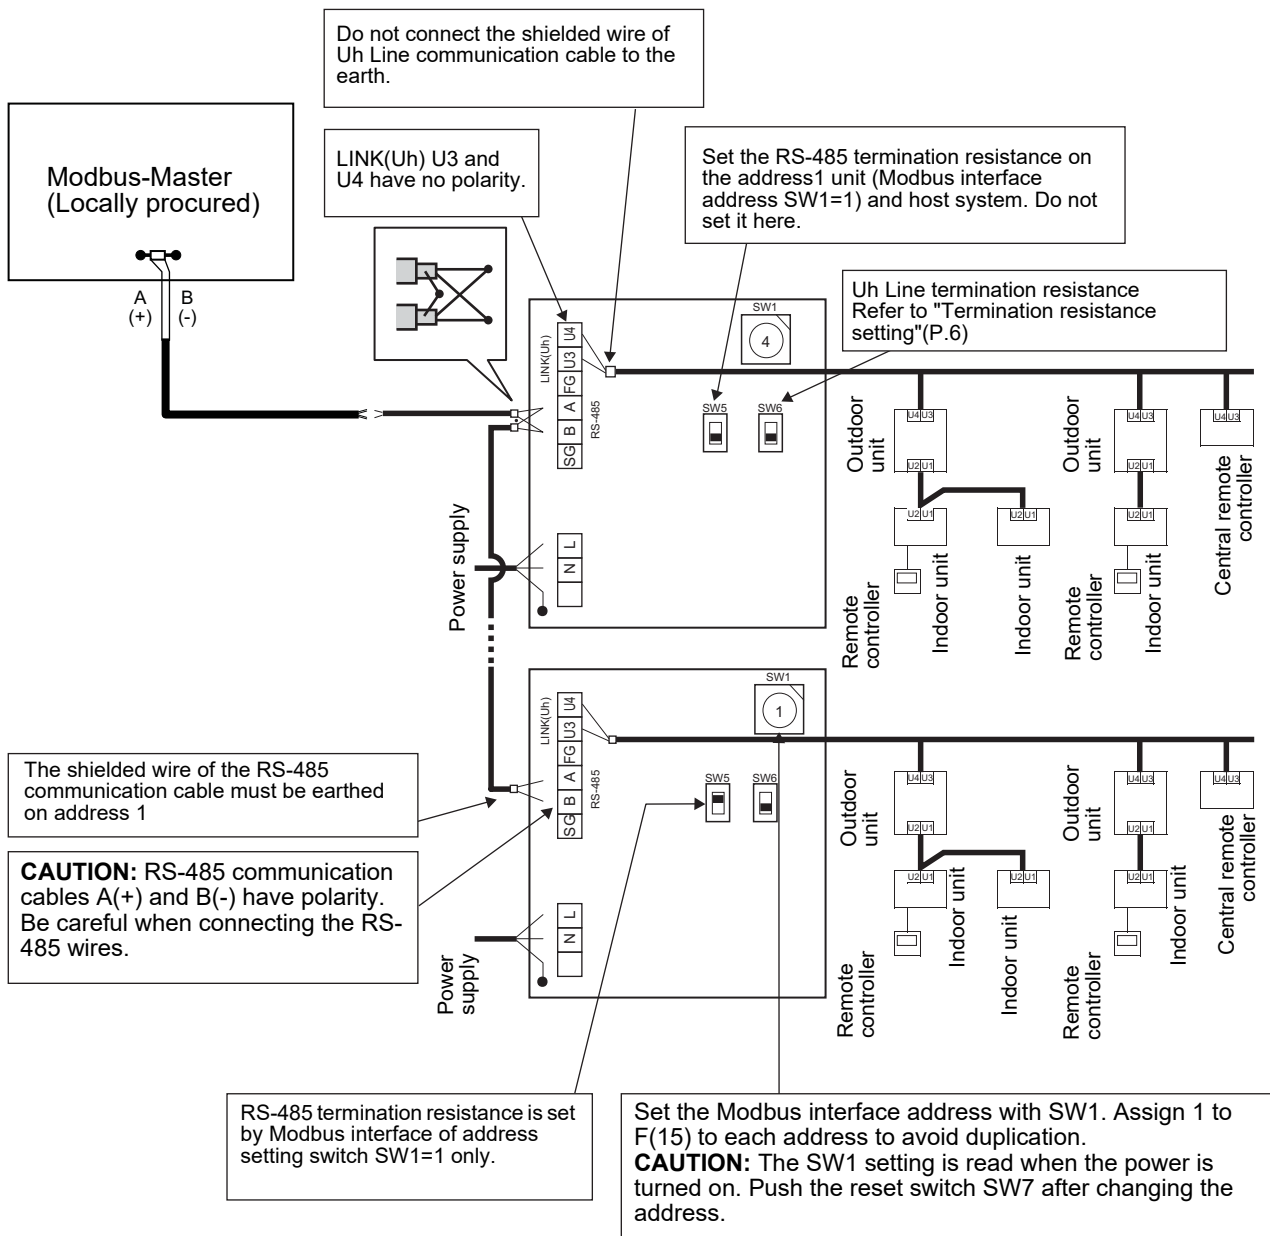 Do not connect the shielded wire of
Uh Line communication cable to the
earth.
Modbus-Master
(Locally procured)
A
(+)
B
(-)
LINK(Uh) U3 and
U4 have no polarity.
Set the RS-485 termination resistance on
the address1 unit (Modbus interface
address SW1=1) and host system. Do not
set it here.
Uh Line termination resistance
Refer to "Termination resistance
setting"(P.6)
SW1
4
LINK(Uh)
U4
U3
FG
A
B
SG
RS-485
SW5
SW6
L
N
Power supply
U4 U3
Outdoor
unit
U2 U1
U2 U1
U2 U1
Remote
controller
Indoor unit
Indoor unit
U4 U3
Outdoor
unit
U2 U1
U2 U1
Remote
controller
Indoor unit
U4 U3
Central remote
controller
SW1
1
LINK(Uh)
U4
U3
FG
A
B
SG
RS-485
SW5
SW6
L
N
Power
supply
U4 U3
Outdoor
unit
U2 U1
U2 U1
U2 U1
Remote
controller
Indoor unit
Indoor unit
U4 U3
Outdoor
unit
U2 U1
U2 U1
Remote
controller
Indoor unit
U4 U3
Central remote
controller
The shielded wire of the RS-485
communication cable must be earthed
on address 1
CAUTION: RS-485 communication
cables A(+) and B(-) have polarity.
Be careful when connecting the RS-
485 wires.
RS-485 termination resistance is set
by Modbus interface of address
setting switch SW1=1 only.
Set the Modbus interface address with SW1. Assign 1 to
F(15) to each address to avoid duplication.
CAUTION: The SW1 setting is read when the power is
turned on. Push the reset switch SW7 after changing the
address.